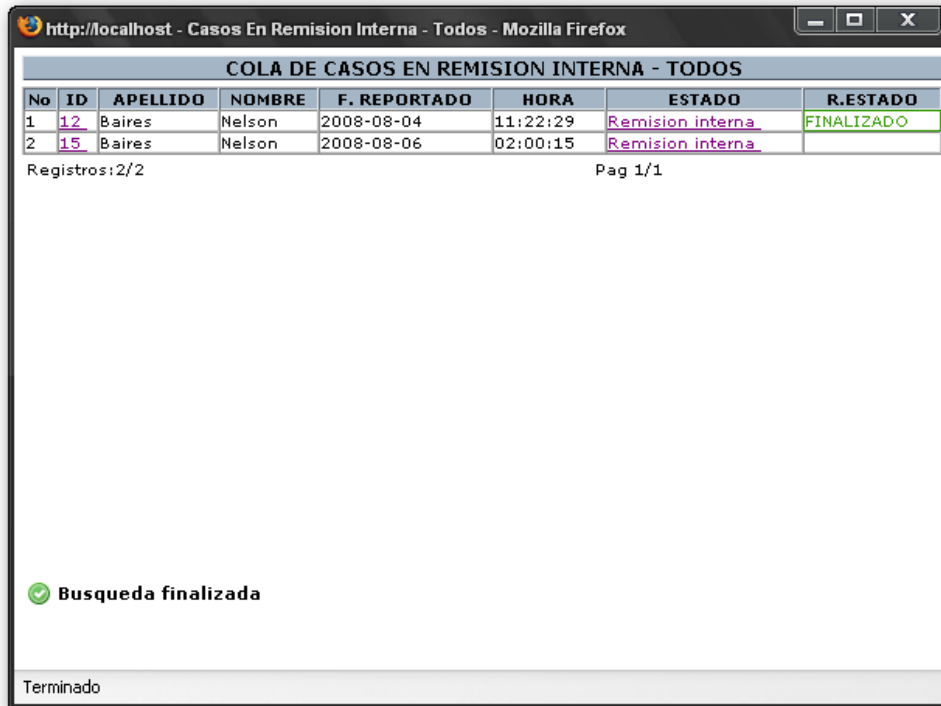 http://localhost - Casos En Remision Interna - Todos - Mozilla Firefox
COLA DE CASOS EN REMISION INTERNA - TODOS
No ID APELLIDO NOMBRE F. REPORTADO HORA ESTADO R.ESTADO
1 12 Baires Nelson 2008-08-04 11:22:29 Remision interna FINALIZADO
2 15 Baires Nelson 2008-08-06 02:00:15 Remision interna
Registros:2/2 Pag 1/1
Busqueda finalizada
Terminado